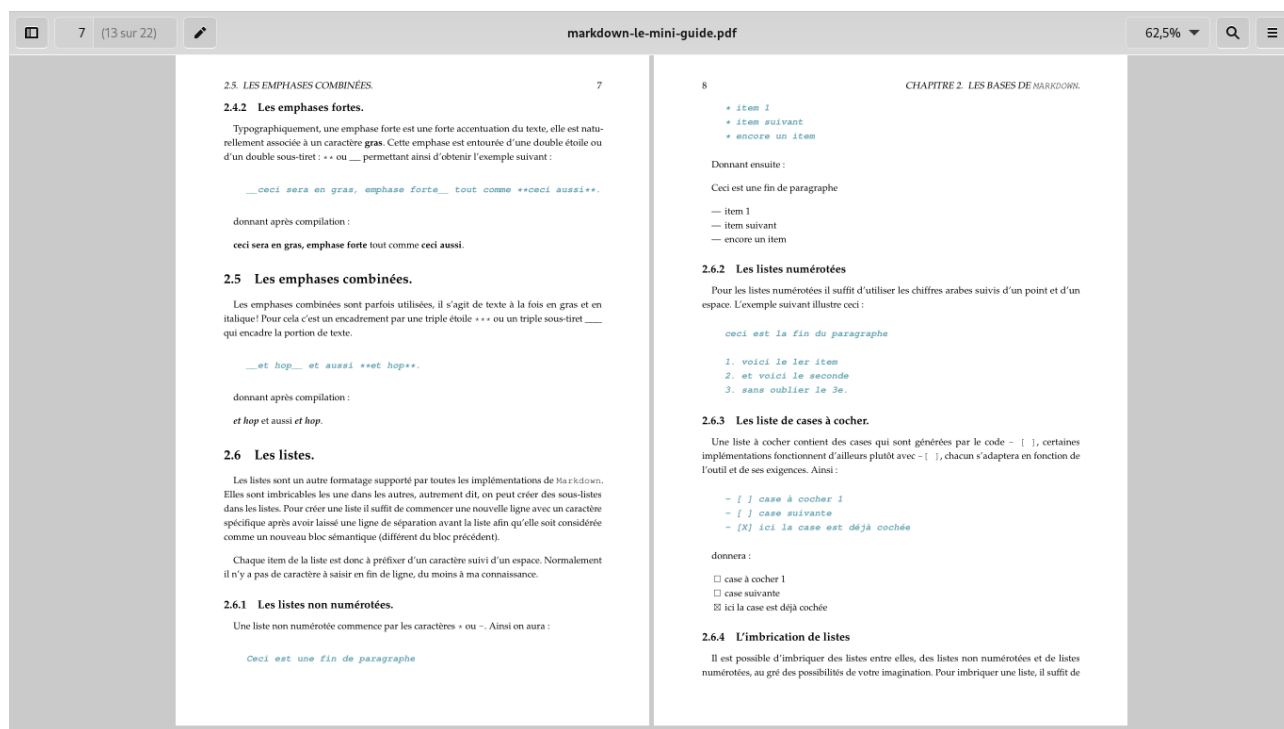 7 (13 sur 22)
markdown-le-mini-guide.pdf
62,5%
2.5. LES EMPHASES COMBINÉES. 7
2.4.2 Les emphases fortes.
Typographiquement, une emphase forte est une forte accentuation du texte, elle est natu-
rellement associée à un caractère gras. Cette emphase est entourée d'une double étoile ou
d'un double sous-tiret : ** ou __ permettant ainsi d'obtenir l'exemple suivant :
__ceci sera en gras, emphase forte__ tout comme **ceci aussi**.
donnant après compilation :
ceci sera en gras, emphase forte tout comme ceci aussi.
2.5 Les emphases combinées.
Les emphases combinées sont parfois utilisées, il s'agit de texte à la fois en gras et en
italique! Pour cela c'est un encadrement par une triple étoile *** ou un triple sous-tiret ___
qui encadre la portion de texte.
__et hop__ et aussi **et hop**.
donnant après compilation :
et hop et aussi et hop.
2.6 Les listes.
Les listes sont un autre formatage supporté par toutes les implémentations de Markdown.
Elles sont imbricables les une dans les autres, autrement dit, on peut créer des sous-listes
dans les listes. Pour créer une liste il suffit de commencer une nouvelle ligne avec un caractère
spécifique après avoir laissé une ligne de séparation avant la liste afin qu'elle soit considérée
comme un nouveau bloc sémantique (différent du bloc précédent).
Chaque item de la liste est donc à préfixer d'un caractère suivi d'un espace. Normalement
il n'y a pas de caractère à saisir en fin de ligne, du moins à ma connaissance.
2.6.1 Les listes non numérotées.
Une liste non numérotée commence par les caractères * ou -. Ainsi on aura :
Ceci est une fin de paragraphe
8 CHAPITRE 2. LES BASES DE MARKDOWN.
* item 1
* item suivant
* encore un item
Donnant ensuite :
Ceci est une fin de paragraphe
— item 1
— item suivant
— encore un item
2.6.2 Les listes numérotées
Pour les listes numérotées il suffit d'utiliser les chiffres arabes suivis d'un point et d'un
espace. L'exemple suivant illustre ceci :
ceci est la fin du paragraphe
1. voici le 1er item
2. et voici le seconde
3. sans oublier le 3e.
2.6.3 Les liste de cases à cocher.
Une liste à cocher contient des cases qui sont générées par le code - [ ], certaines
implémentations fonctionnent d'ailleurs plutôt avec -[ ], chacun s'adaptera en fonction de
l'outil et de ses exigences. Ainsi :
- [ ] case à cocher 1
- [ ] case suivante
- [X] ici la case est déjà cochée
donnera :
☐ case à cocher 1
☐ case suivante
☒ ici la case est déjà cochée
2.6.4 L'imbrication de listes
Il est possible d'imbriquer des listes entre elles, des listes non numérotées et de listes
numérotées, au gré des possibilités de votre imagination. Pour imbriquer une liste, il suffit de